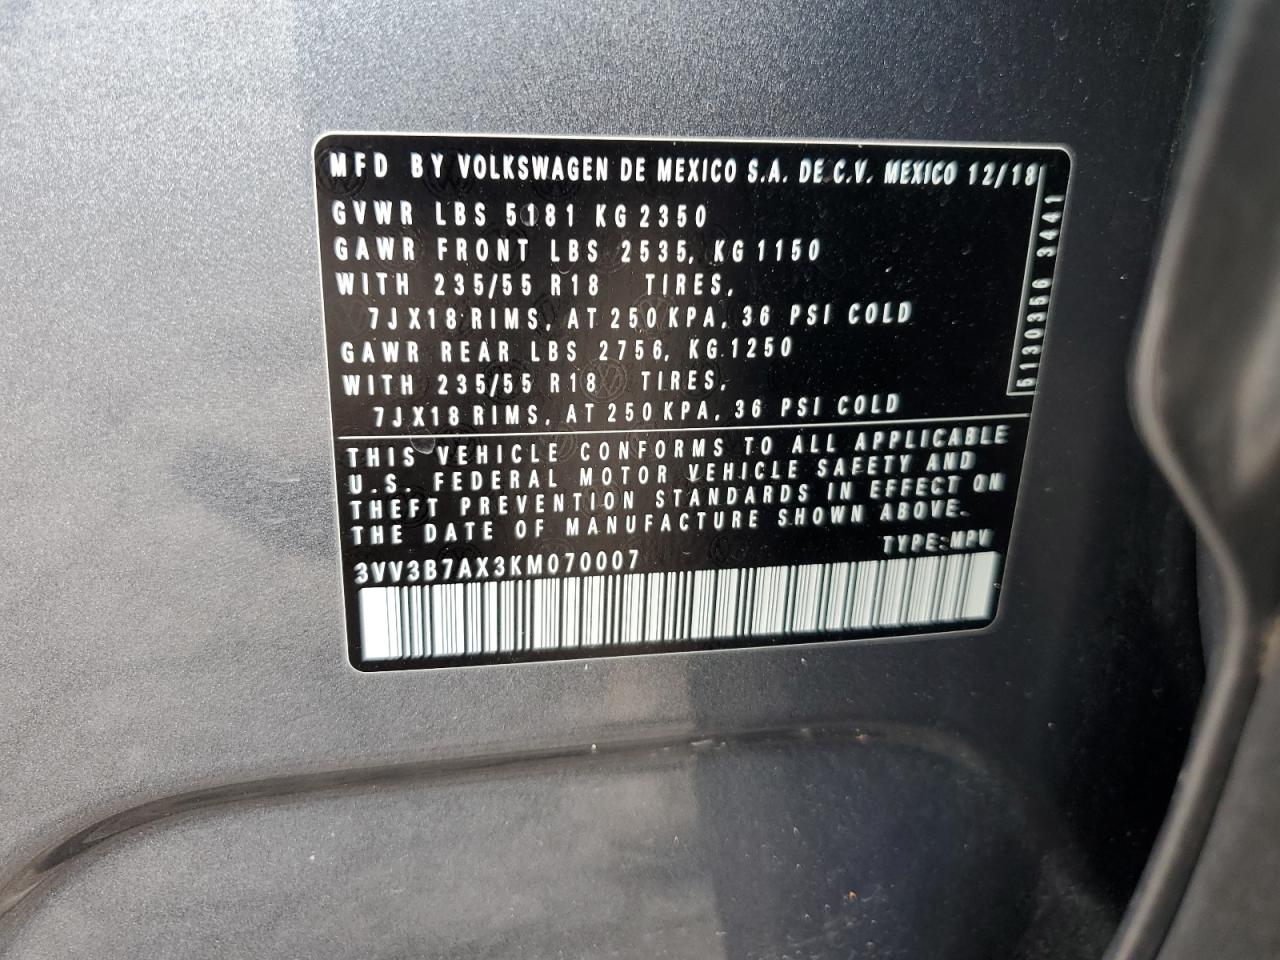 MFD BY VOLKSWAGEN DE MEXICO S.A. DE C.V. MEXICO 12/18
GVWR LBS 5181 KG 2350
GAWR FRONT LBS 2535, KG 1150
WITH 235/55 R18 TIRES,
7JX18 RIMS, AT 250 KPA, 36 PSI COLD
GAWR REAR LBS 2756, KG 1250
WITH 235/55 R18 TIRES,
7JX18 RIMS, AT 250 KPA, 36 PSI COLD
5130356 3441
THIS VEHICLE CONFORMS TO ALL APPLICABLE
U.S. FEDERAL MOTOR VEHICLE SAFETY AND
THEFT PREVENTION STANDARDS IN EFFECT ON
THE DATE OF MANUFACTURE SHOWN ABOVE.
3VV3B7AX3KM070007 TYPE:MPV